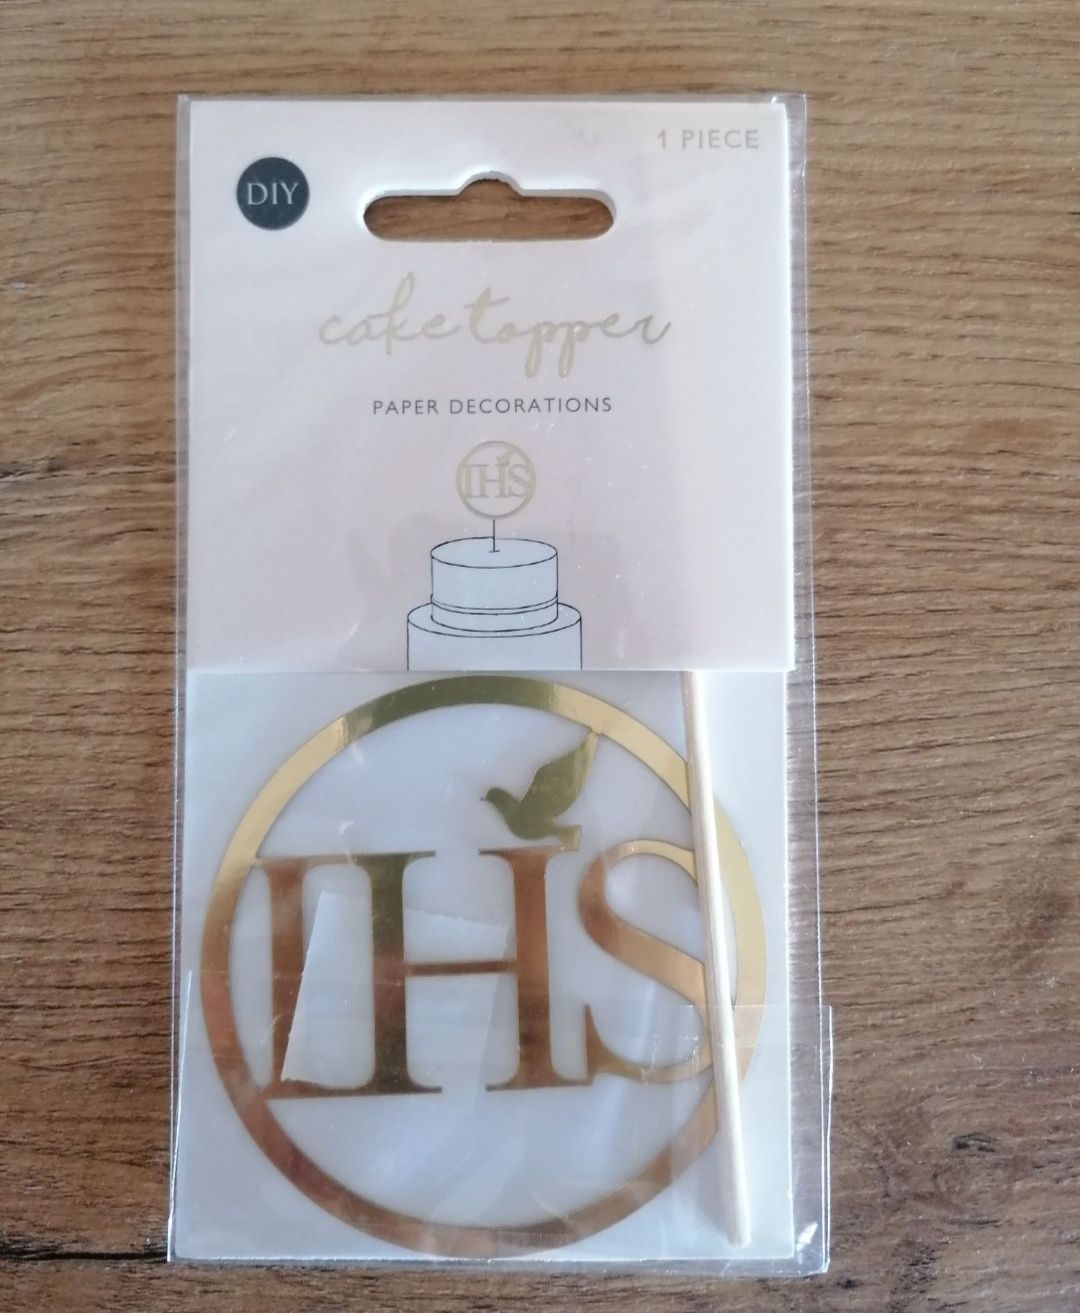 1 PIECE
DIY
cake topper
PAPER DECORATIONS
IHS
IHS